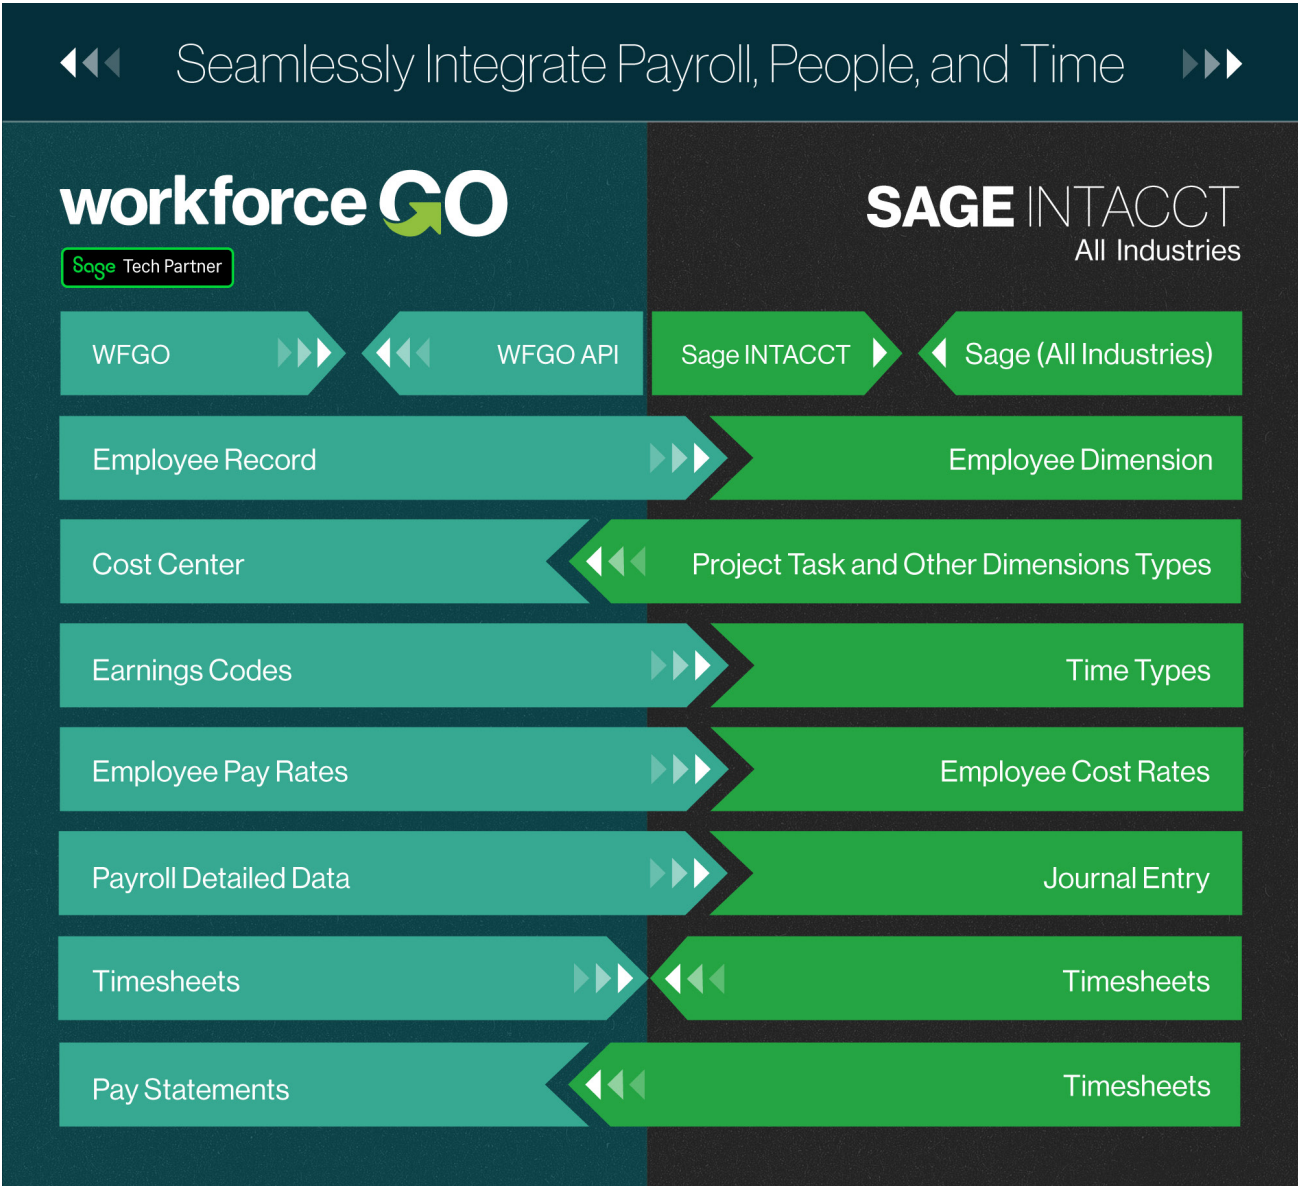 Seamlessly Integrate Payroll, People, and Time
workforce GO
SAGE INTACCT
All Industries
Sage Tech Partner
WFGO
WFGO API
Sage INTACCT
Sage (All Industries)
Employee Record
Employee Dimension
Cost Center
Project Task and Other Dimensions Types
Earnings Codes
Time Types
Employee Pay Rates
Employee Cost Rates
Payroll Detailed Data
Journal Entry
Timesheets
Timesheets
Pay Statements
Timesheets